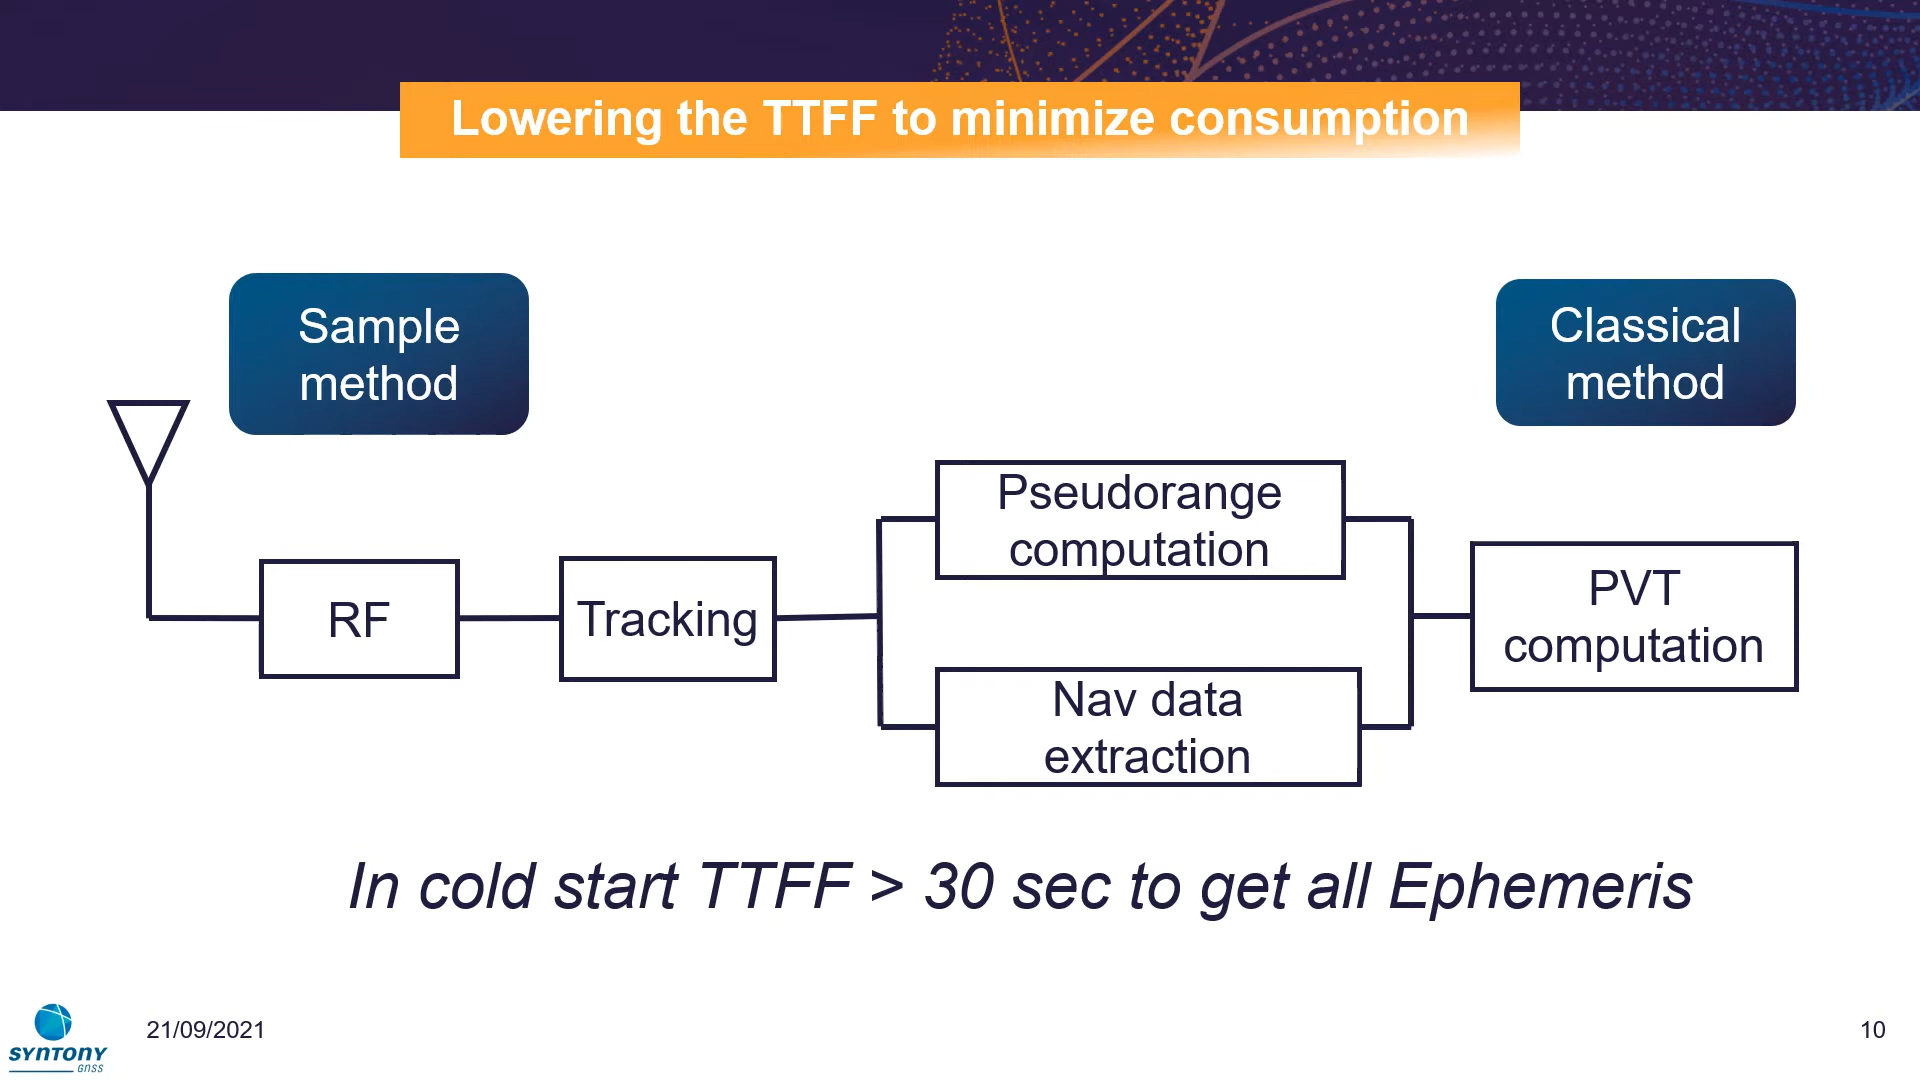 Lowering the TTFF to minimize consumption
Sample
method
Classical
method
Pseudorange
computation
RF
Tracking
PVT
computation
Nav data
extraction
In cold start TTFF > 30 sec to get all Ephemeris
SYNTONY
GNSS
21/09/2021
10